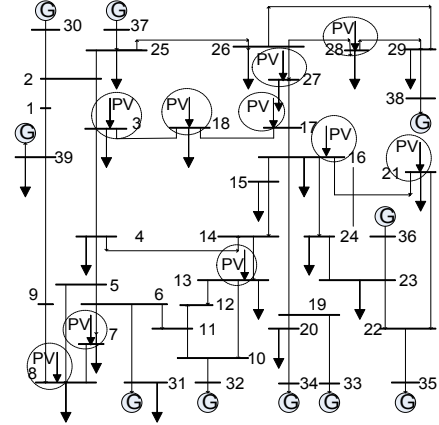 G G
30 37
25 26 PV 28 29
PV
2 27
38
1 PV PV PV G
3 18 17 PV
G 16 PV
39 15 21
G
4 14 24 36
PV
13
5 23
9 6 12 19
PV 7 11 20 22
PV 10
8 31 32 34 33 35
G G G G G